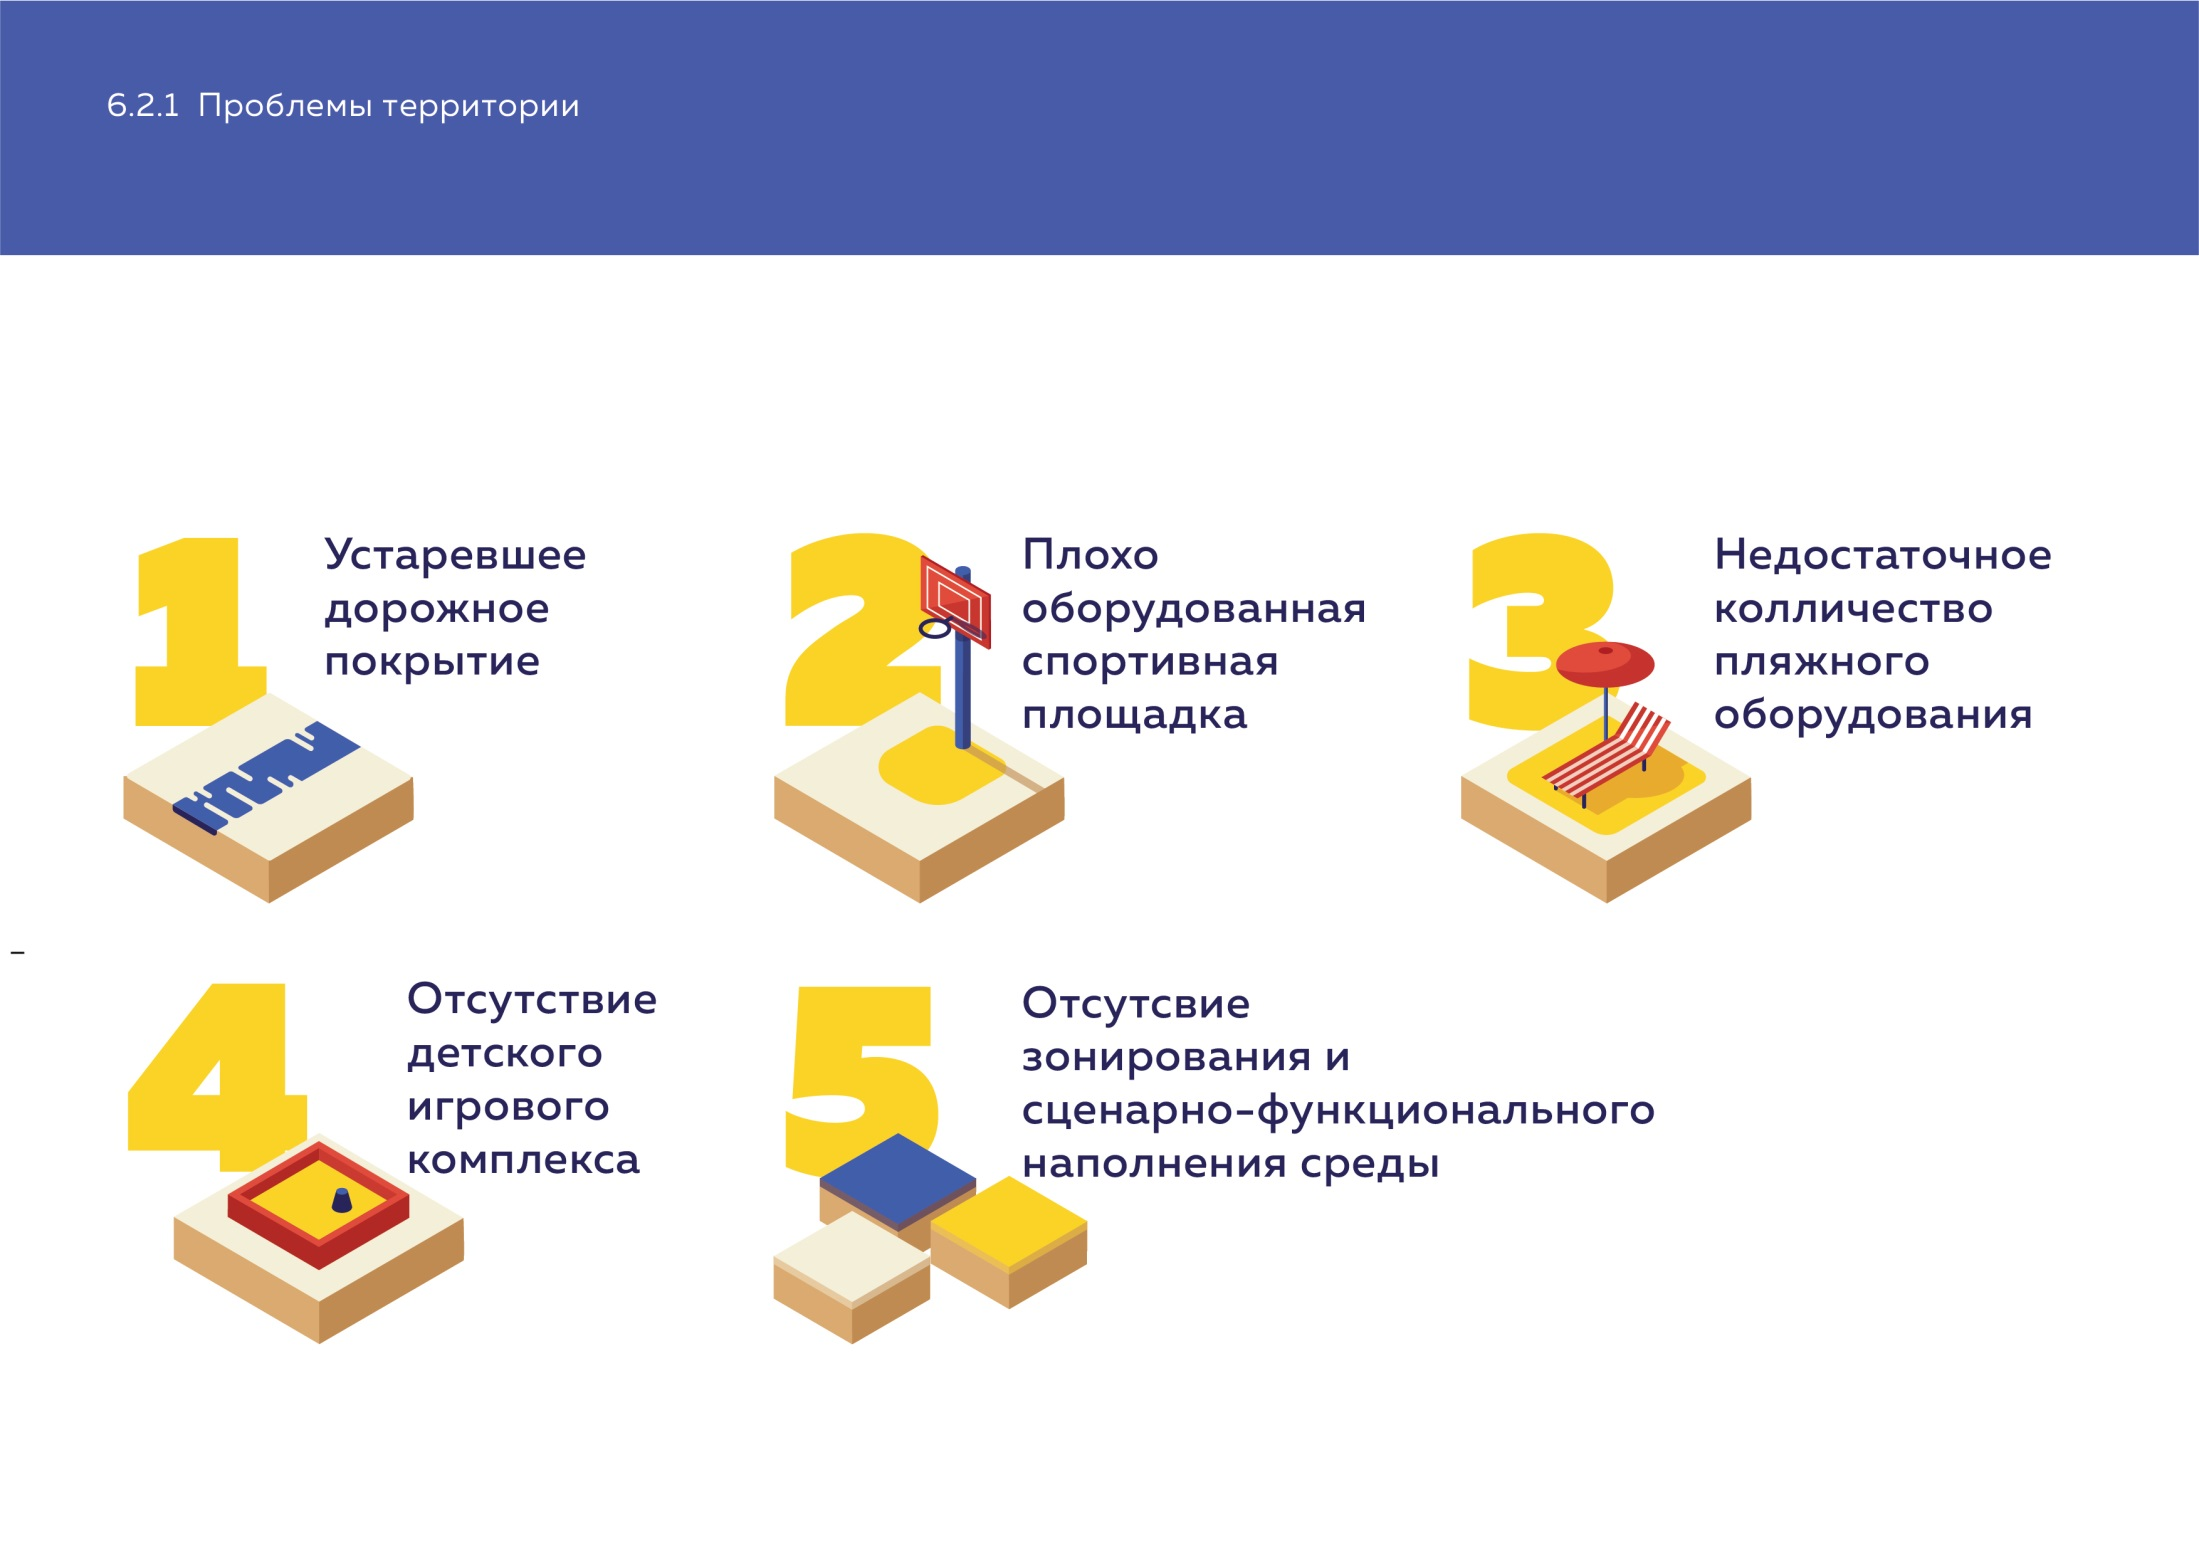 6.2.1 Проблемы территории
1
Устаревшее
дорожное
покрытие
2
Плохо
оборудованная
спортивная
площадка
3
Недостаточное
колличество
пляжного
оборудования
4
Отсутствие
детского
игрового
комплекса
5
Отсутсвие
зонирования и
сценарно-функционального
наполнения среды
–